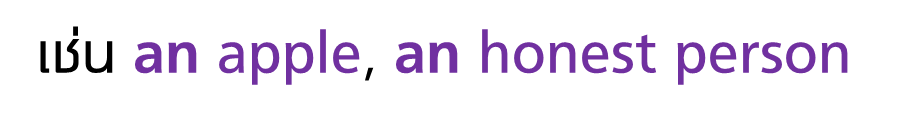 เช่น an apple, an honest person